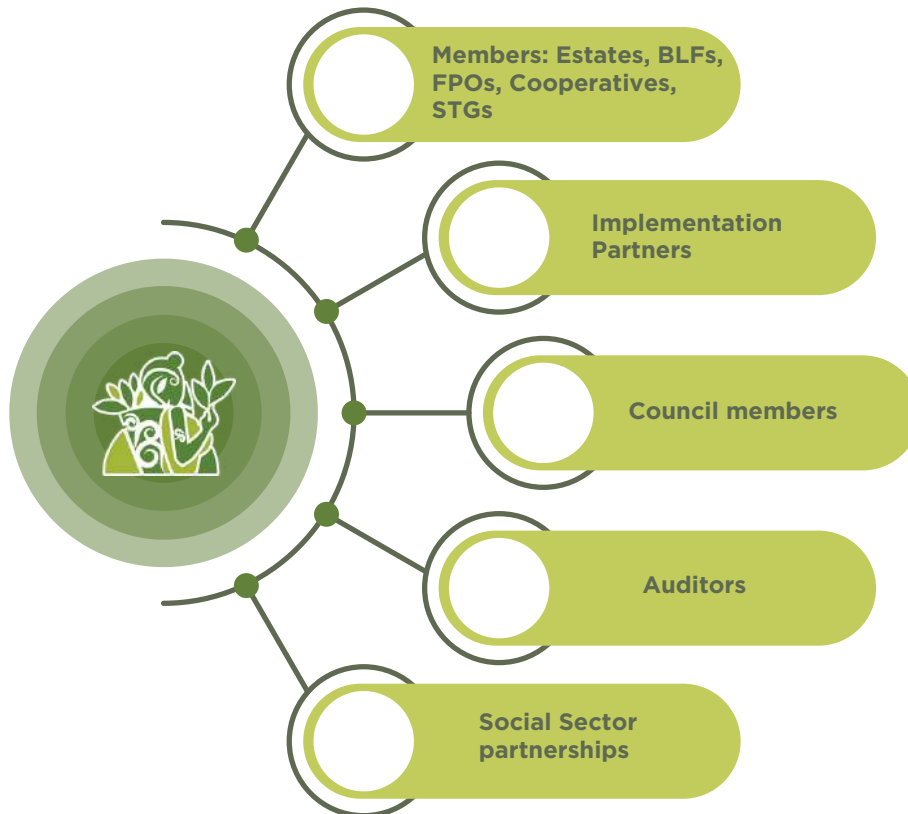 Members: Estates, BLFs,
FPOs, Cooperatives,
STGs
Implementation
Partners
Council members
Auditors
Social Sector
partnerships